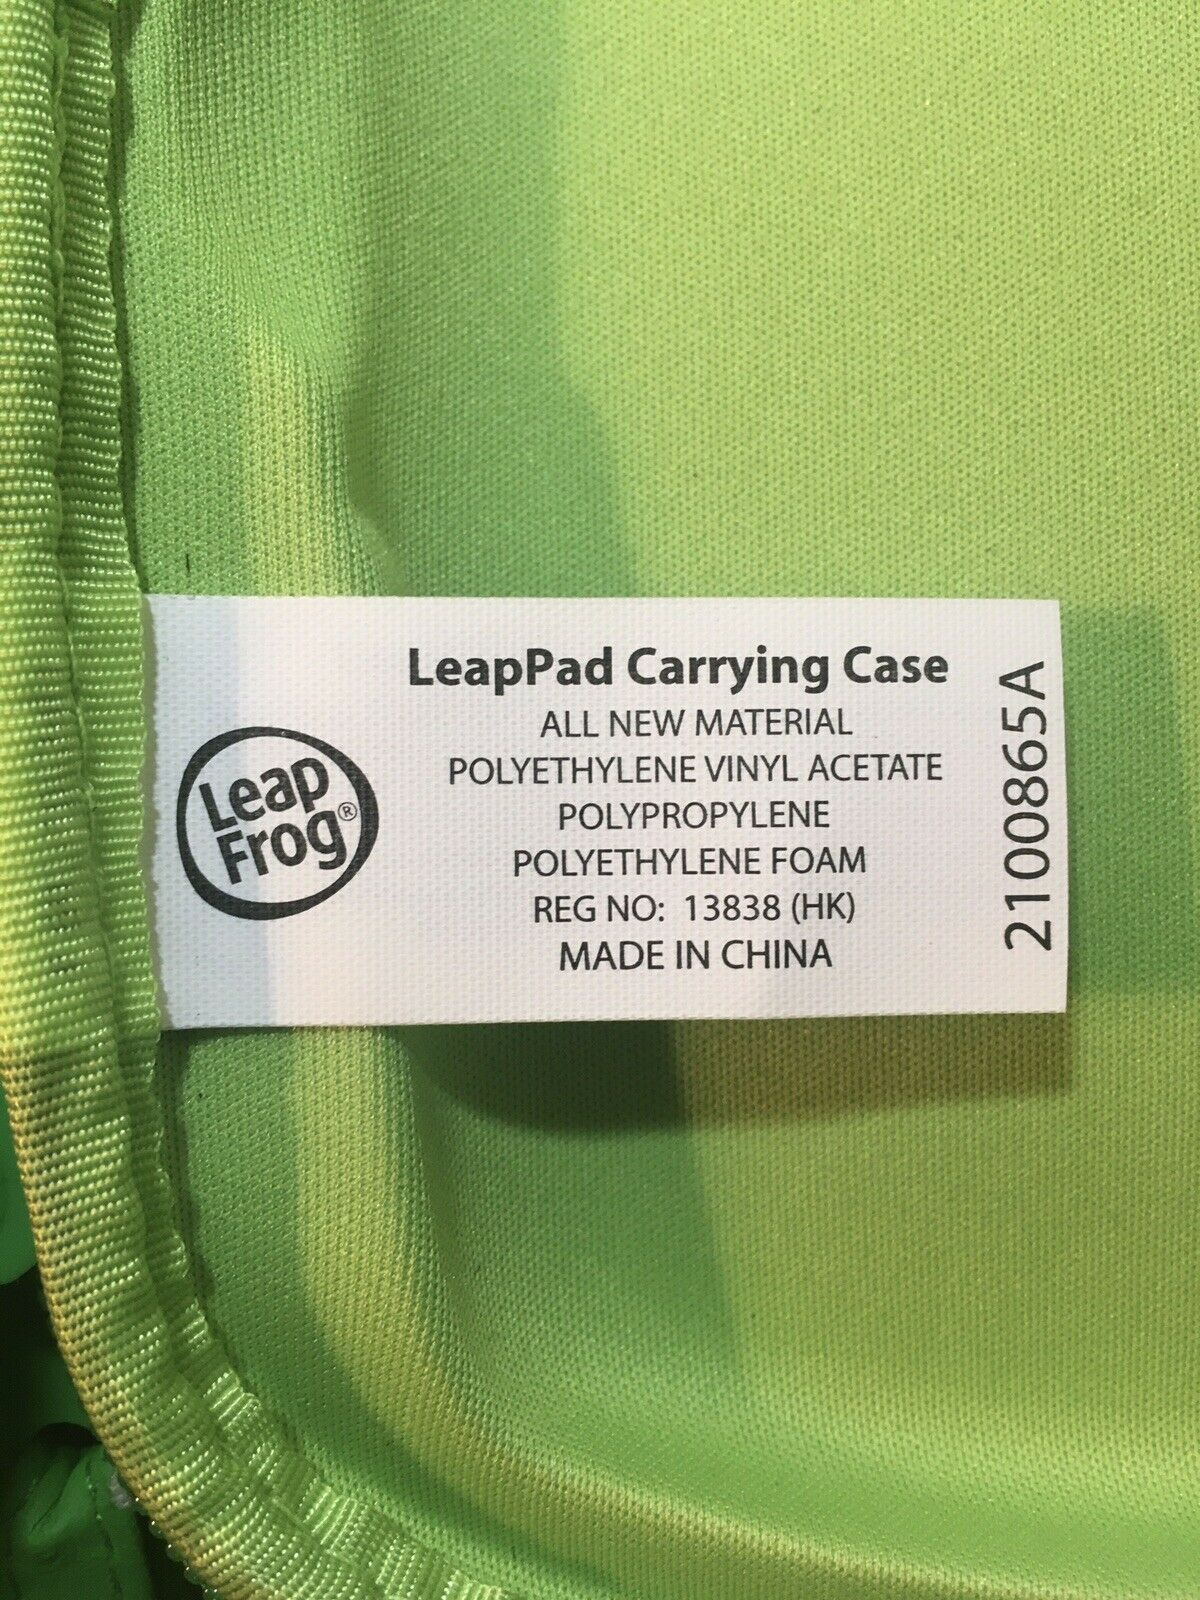 LeapPad Carrying Case
ALL NEW MATERIAL
POLYETHYLENE VINYL ACETATE
POLYPROPYLENE
POLYETHYLENE FOAM
REG NO: 13838 (HK)
MADE IN CHINA
Leap
Frog®
2100865A